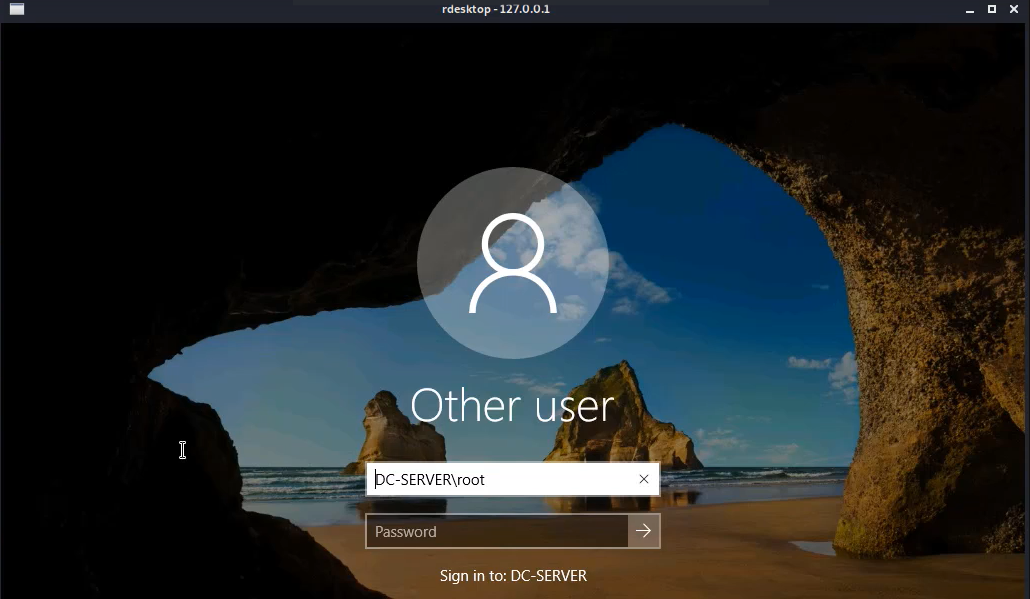 rdesktop - 127.0.0.1
Other user
DC-SERVER\root
Password
Sign in to: DC-SERVER